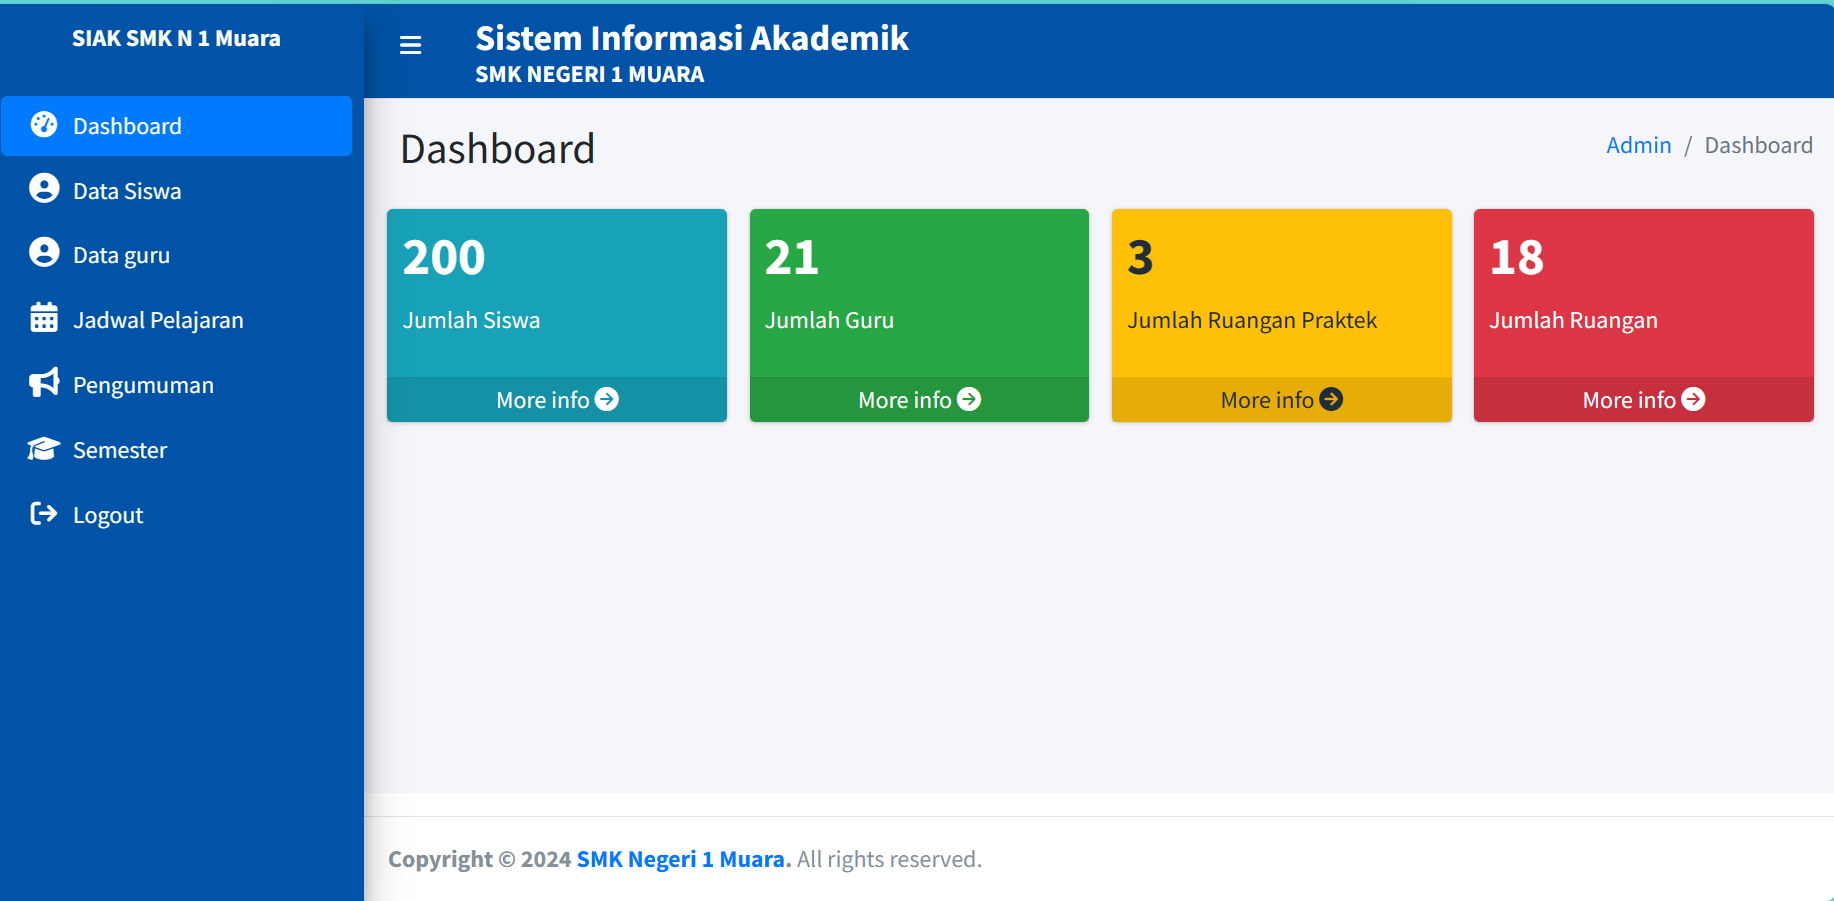 SIAK SMK N 1 Muara
Dashboard
Data Siswa
Data guru
Jadwal Pelajaran
Pengumuman
Semester
Logout
Sistem Informasi Akademik
SMK NEGERI 1 MUARA
Dashboard
Admin / Dashboard
200
Jumlah Siswa
More info
21
Jumlah Guru
More info
3
Jumlah Ruangan Praktek
More info
18
Jumlah Ruangan
More info
Copyright © 2024 SMK Negeri 1 Muara. All rights reserved.